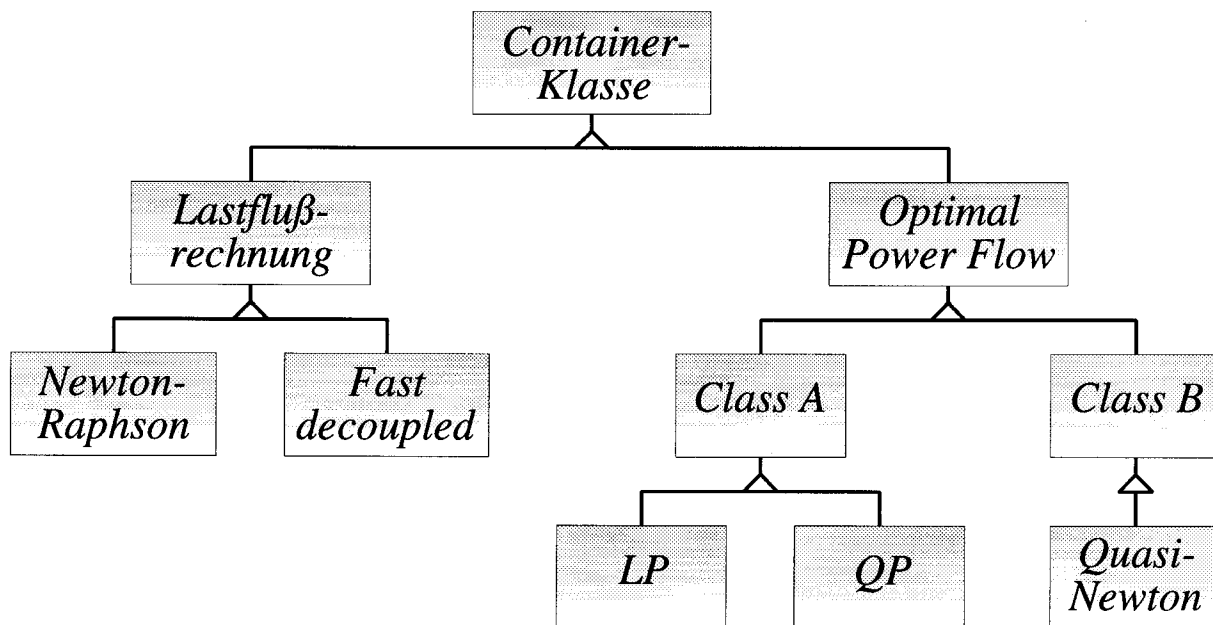 Container-
Klasse
Lastfluß-
rechnung
Optimal
Power Flow
Newton-
Raphson
Fast
decoupled
Class A
Class B
LP
QP
Quasi-
Newton